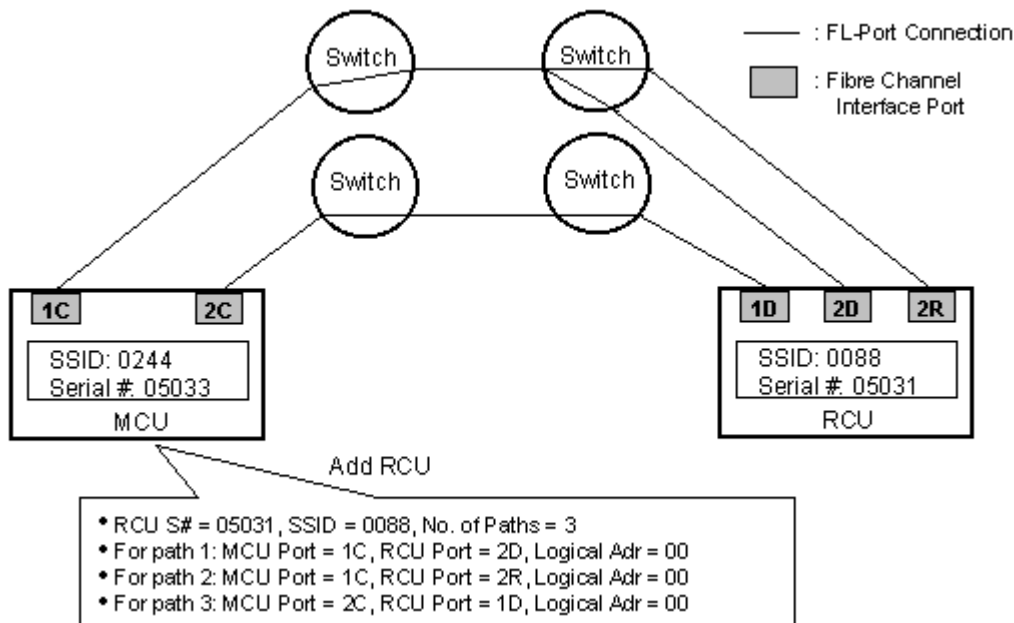 Switch
Switch
: FL-Port Connection
: Fibre Channel
Interface Port
Switch
Switch
1C
2C
1D
2D
2R
SSID: 0244
Serial #: 05033
MCU
SSID: 0088
Serial #: 05031
RCU
Add RCU
• RCU S# = 05031, SSID = 0088, No. of Paths = 3
• For path 1: MCU Port = 1C, RCU Port = 2D, Logical Adr = 00
• For path 2: MCU Port = 1C, RCU Port = 2R, Logical Adr = 00
• For path 3: MCU Port = 2C, RCU Port = 1D, Logical Adr = 00